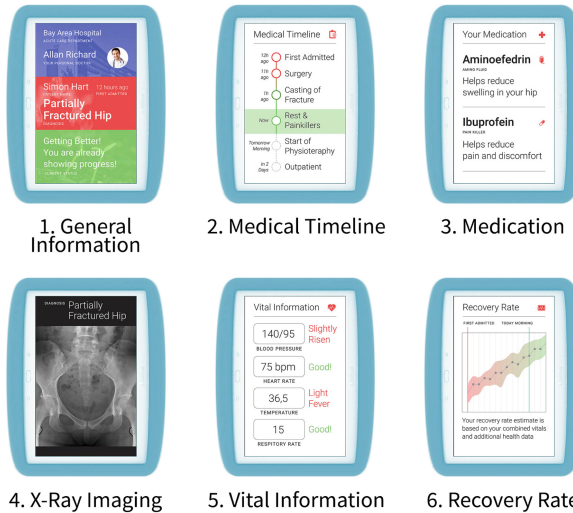 Bay Area Hospital
ACUTE CARE DEPARTMENT
Allan Richard
YOUR PERSONAL DOCTOR
Simon Hart 12 hours ago
FIRST ADMITTED
Partially
Fractured Hip
DIAGNOSIS
Getting Better!
You are already
showing progress!
1. General
Information
Medical Timeline
12h ago First Admitted
11h ago Surgery
1h ago Casting of
Fracture
Now Rest &
Painkillers
Tomorrow Morning Start of
Physioteraphy
In 2 Days Outpatient
2. Medical Timeline
Your Medication
Aminoefedrin
AMINO FLUID
Helps reduce
swelling in your hip
Ibuprofein
PAIN KILLER
Helps reduce
pain and discomfort
3. Medication
DIAGNOSIS Partially
Fractured Hip
4. X-Ray Imaging
Vital Information
140/95 Slightly
Risen
BLOOD PRESSURE
75 bpm Good!
HEART RATE
36,5 Light
Fever
TEMPERATURE
15 Good!
RESPITORY RATE
5. Vital Information
Recovery Rate
FIRST ADMITTED TODAY MORNING
Your recovery rate estimate is
based on your combined vitals
and additional health data
6. Recovery Rate